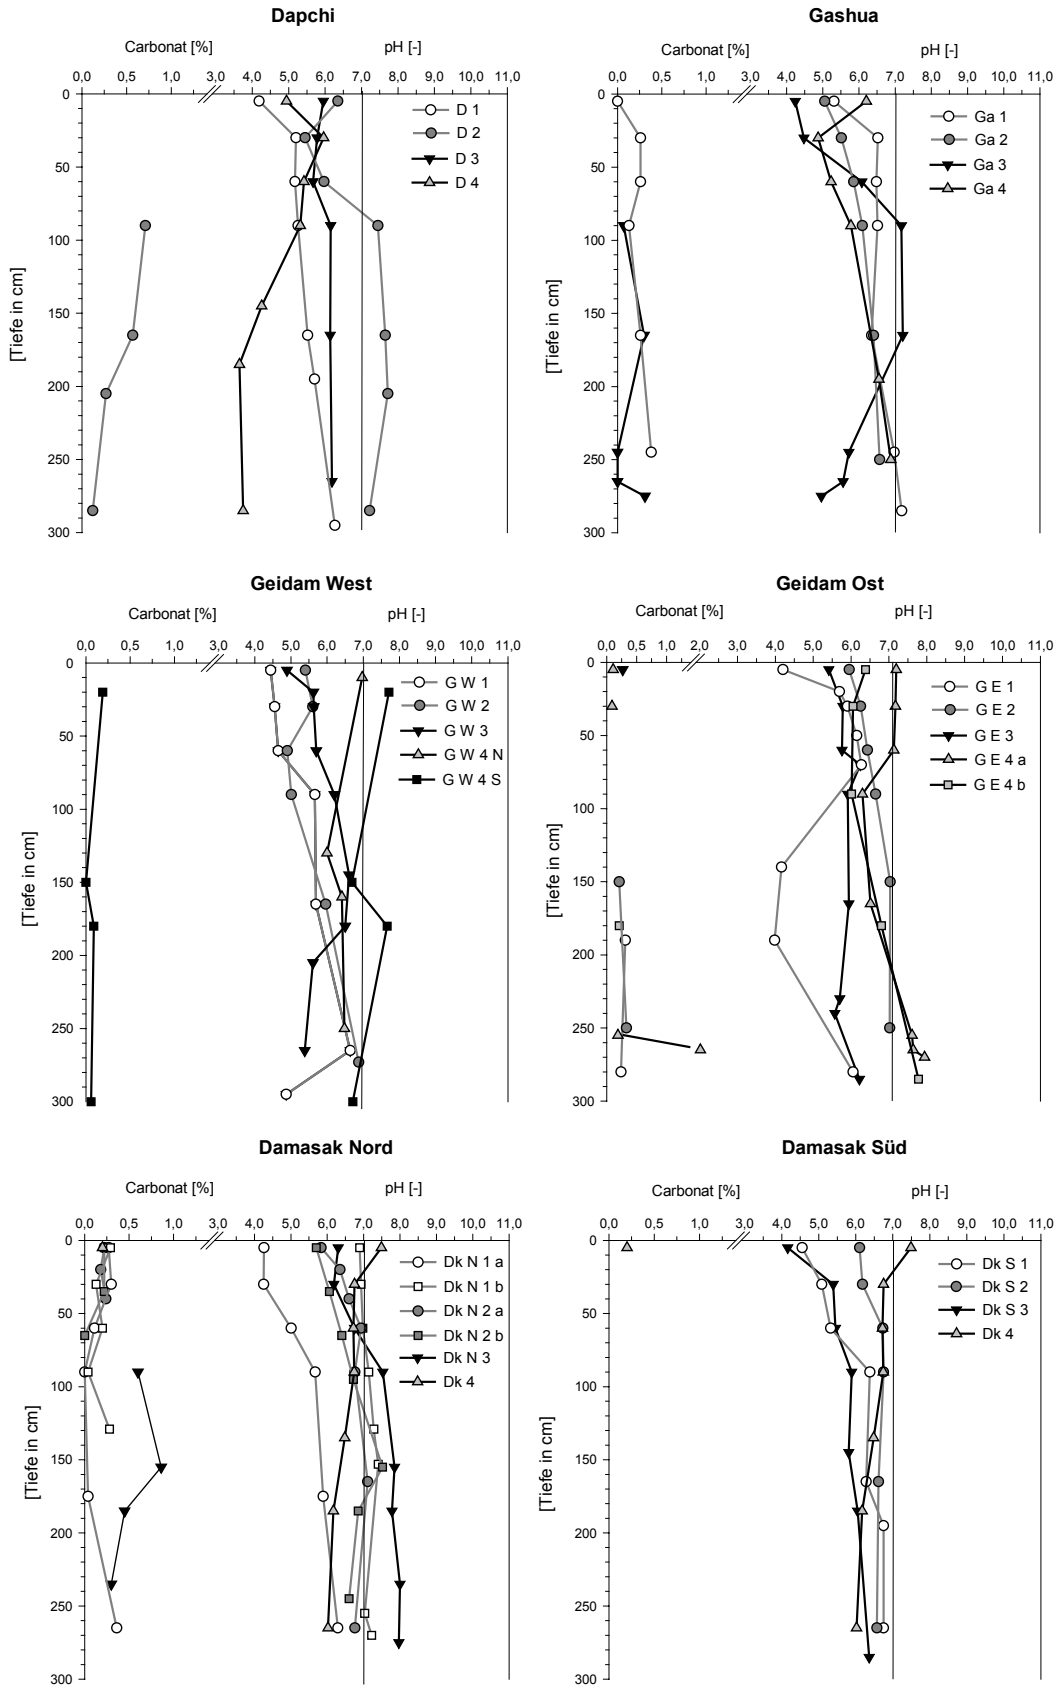 Dapchi
Carbonat [%] pH [-]
0,0 0,5 1,0 3,0 4,0 5,0 6,0 7,0 8,0 9,0 10,0 11,0
0
50
100
150
200
250
300
[Tiefe in cm]
D 1
D 2
D 3
D 4
Gashua
Carbonat [%] pH [-]
0,0 0,5 1,0 3,0 4,0 5,0 6,0 7,0 8,0 9,0 10,0 11,0
0
50
100
150
200
250
300
[Tiefe in cm]
Ga 1
Ga 2
Ga 3
Ga 4
Geidam West
Carbonat [%] pH [-]
0,0 0,5 1,0 3,0 4,0 5,0 6,0 7,0 8,0 9,0 10,0 11,0
0
50
100
150
200
250
300
[Tiefe in cm]
G W 1
G W 2
G W 3
G W 4 N
G W 4 S
Geidam Ost
Carbonat [%] pH [-]
0,0 0,5 1,0 1,5 2,0 3,0 4,0 5,0 6,0 7,0 8,0 9,0 10,0 11,0
0
50
100
150
200
250
300
[Tiefe in cm]
G E 1
G E 2
G E 3
G E 4 a
G E 4 b
Damasak Nord
Carbonat [%] pH [-]
0,0 0,5 1,0 3,0 4,0 5,0 6,0 7,0 8,0 9,0 10,0 11,0
0
50
100
150
200
250
300
[Tiefe in cm]
Dk N 1 a
Dk N 1 b
Dk N 2 a
Dk N 2 b
Dk N 3
Dk 4
Damasak Süd
Carbonat [%] pH [-]
0,0 0,5 1,0 3,0 4,0 5,0 6,0 7,0 8,0 9,0 10,0 11,0
0
50
100
150
200
250
300
[Tiefe in cm]
Dk S 1
Dk S 2
Dk S 3
Dk 4